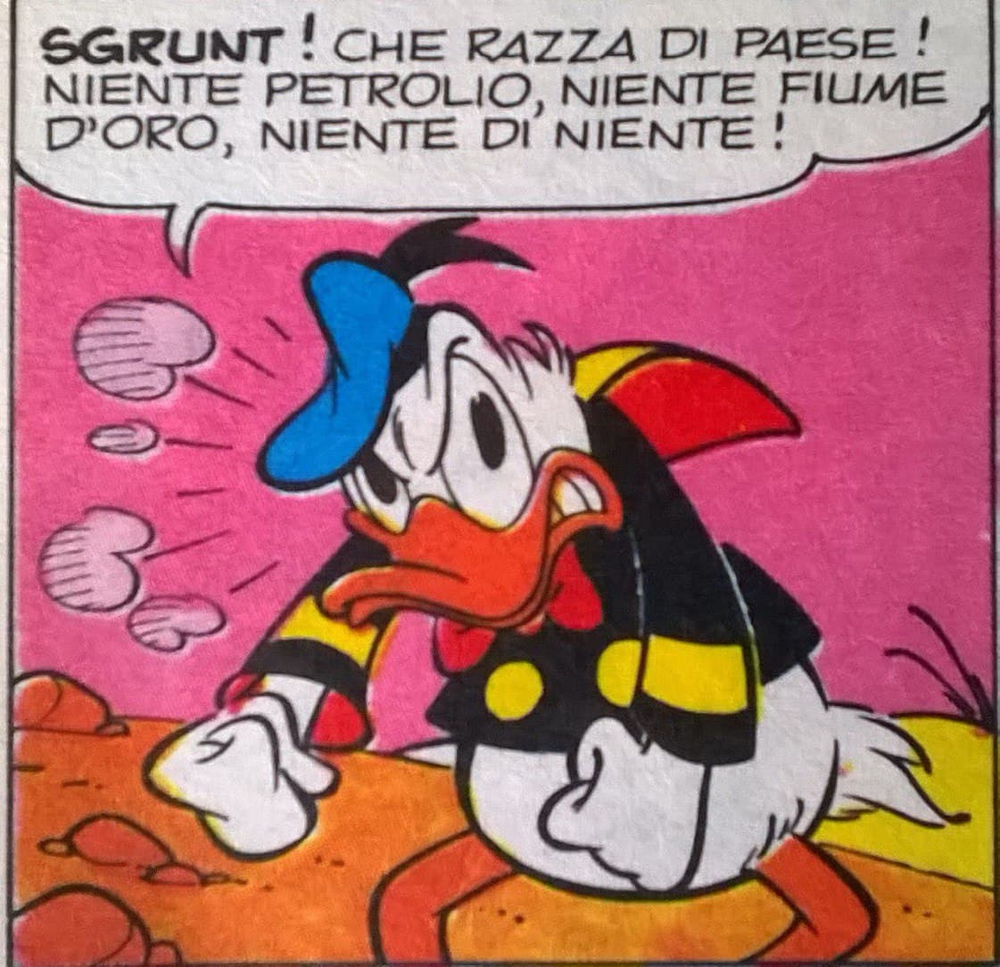 SGRUNT! CHE RAZZA DI PAESE!
NIENTE PETROLIO, NIENTE FIUME
D'ORO, NIENTE DI NIENTE!